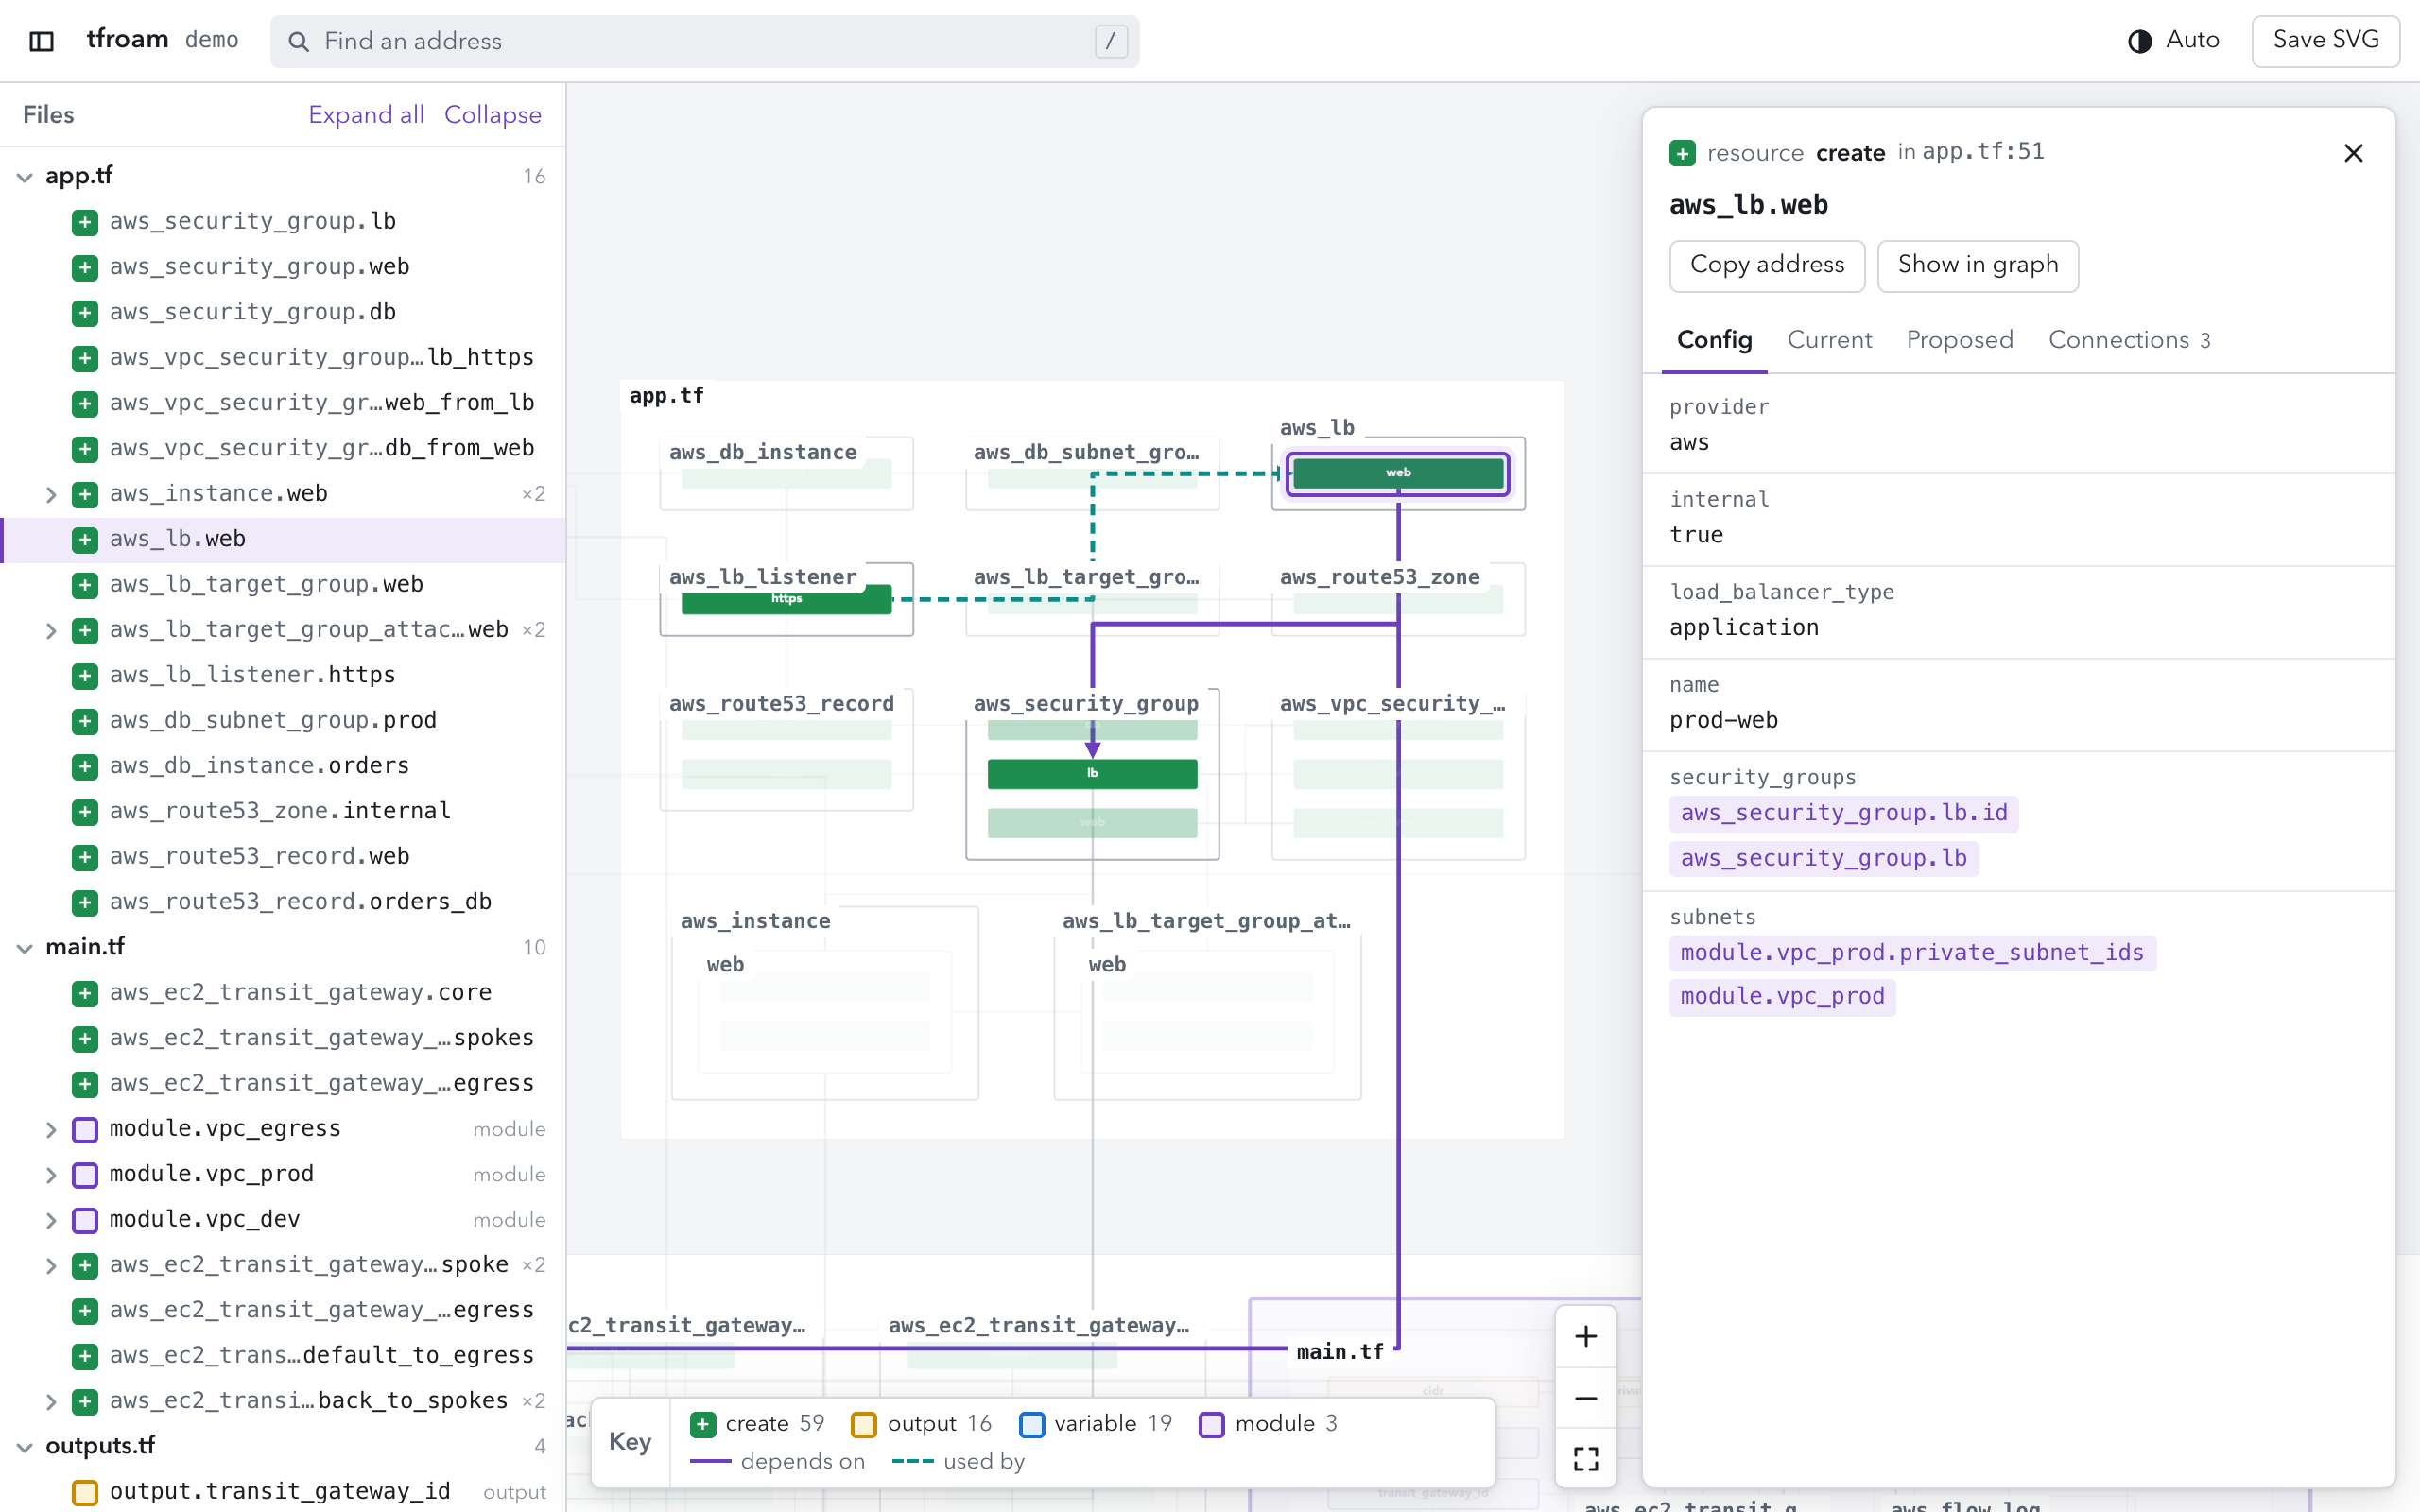 tfroam demo
Find an address
/
Auto
Save SVG
Files
Expand all
Collapse
app.tf 16
aws_security_group.lb
aws_security_group.web
aws_security_group.db
aws_vpc_security_group…lb_https
aws_vpc_security_gr…web_from_lb
aws_vpc_security_gr…db_from_web
aws_instance.web ×2
aws_lb.web
aws_lb_target_group.web
aws_lb_target_group_attac…web ×2
aws_lb_listener.https
aws_db_subnet_group.prod
aws_db_instance.orders
aws_route53_zone.internal
aws_route53_record.web
aws_route53_record.orders_db
main.tf 10
aws_ec2_transit_gateway.core
aws_ec2_transit_gateway_…spokes
aws_ec2_transit_gateway_…egress
module.vpc_egress module
module.vpc_prod module
module.vpc_dev module
aws_ec2_transit_gateway…spoke ×2
aws_ec2_transit_gateway_…egress
aws_ec2_trans…default_to_egress
aws_ec2_transi…back_to_spokes ×2
outputs.tf 4
output.transit_gateway_id output
app.tf
aws_db_instance
aws_db_subnet_gro…
aws_lb
web
aws_lb_listener
https
aws_lb_target_gro…
aws_route53_zone
aws_route53_record
aws_security_group
lb
web
aws_vpc_security_…
aws_instance
web
aws_lb_target_group_at…
web
c2_transit_gateway…
aws_ec2_transit_gateway…
main.tf
cidr
transit_gateway_id
aws_ec2_transit_g
aws_flow_log
Key
create 59
output 16
variable 19
module 3
depends on
used by
resource create in app.tf:51
aws_lb.web
Copy address
Show in graph
Config
Current
Proposed
Connections 3
provider
aws
internal
true
load_balancer_type
application
name
prod-web
security_groups
aws_security_group.lb.id
aws_security_group.lb
subnets
module.vpc_prod.private_subnet_ids
module.vpc_prod